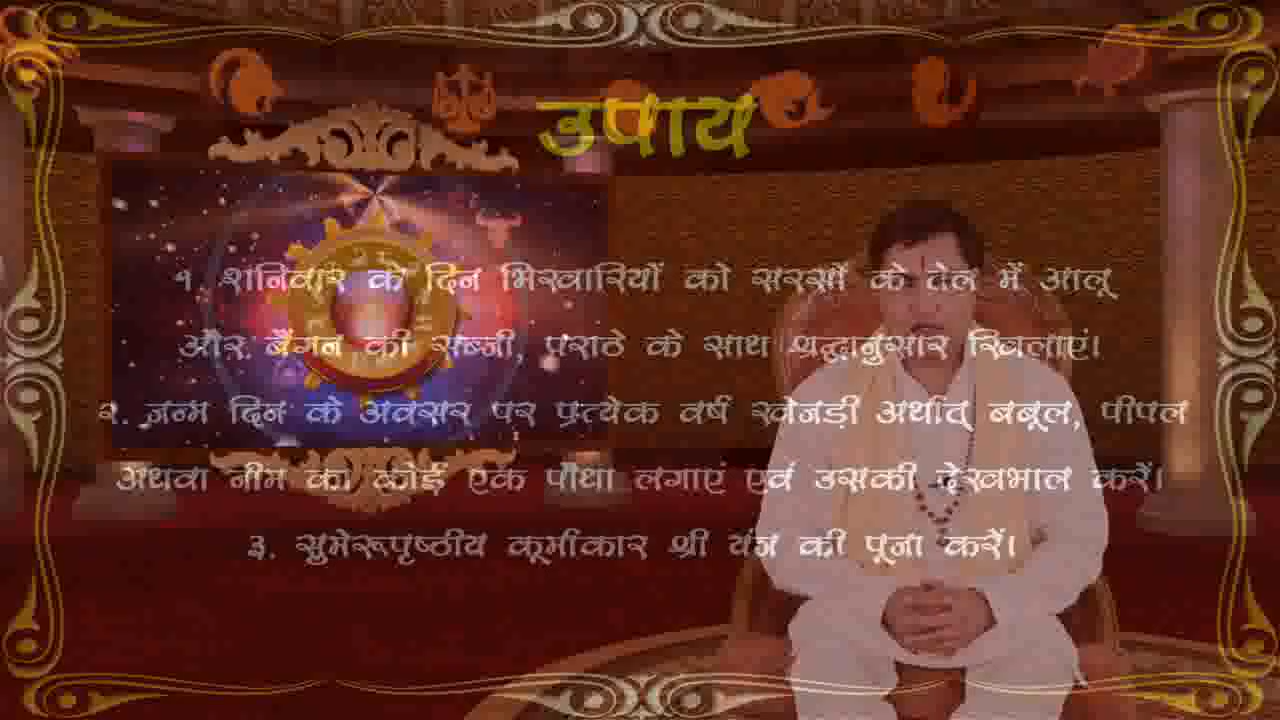 उपाय
१. शनिवार के दिन भिखारियों को सरसों के तेल में आलू
और बैंगन की सब्जी, पराठे के साथ श्रद्धानुसार खिलाएं।
२. जन्म दिन के अवसर पर प्रत्येक वर्ष खेजड़ी अर्थात् बबूल, पीपल
अथवा नीम का कोई एक पौधा लगाएं एवं उसकी देखभाल करें।
३. सुमेरूपृष्ठीय कूर्माकार श्री यंत्र की पूजा करें।